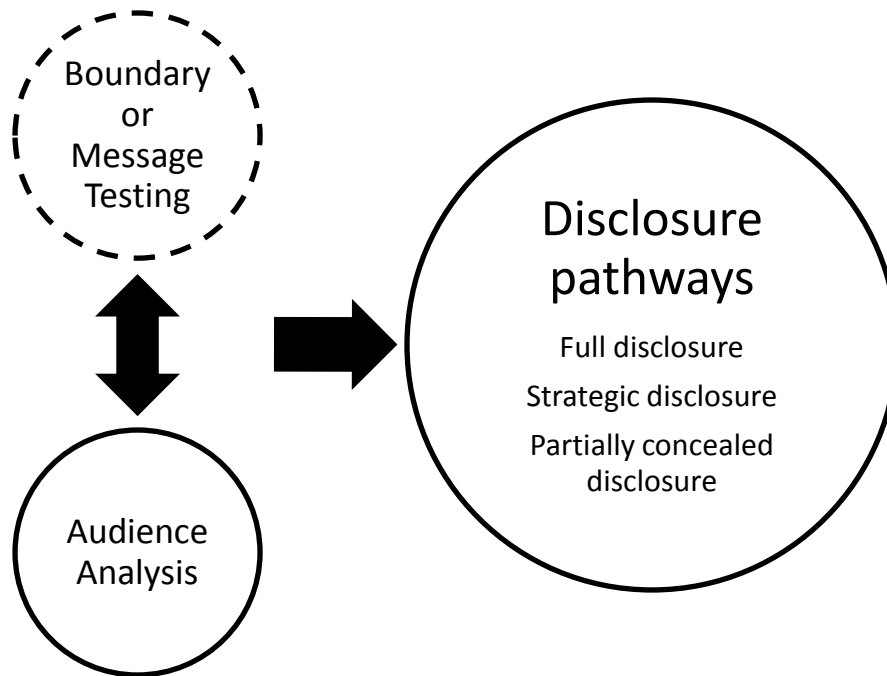 Boundary
or
Message
Testing
Audience
Analysis
Disclosure
pathways
Full disclosure
Strategic disclosure
Partially concealed
disclosure